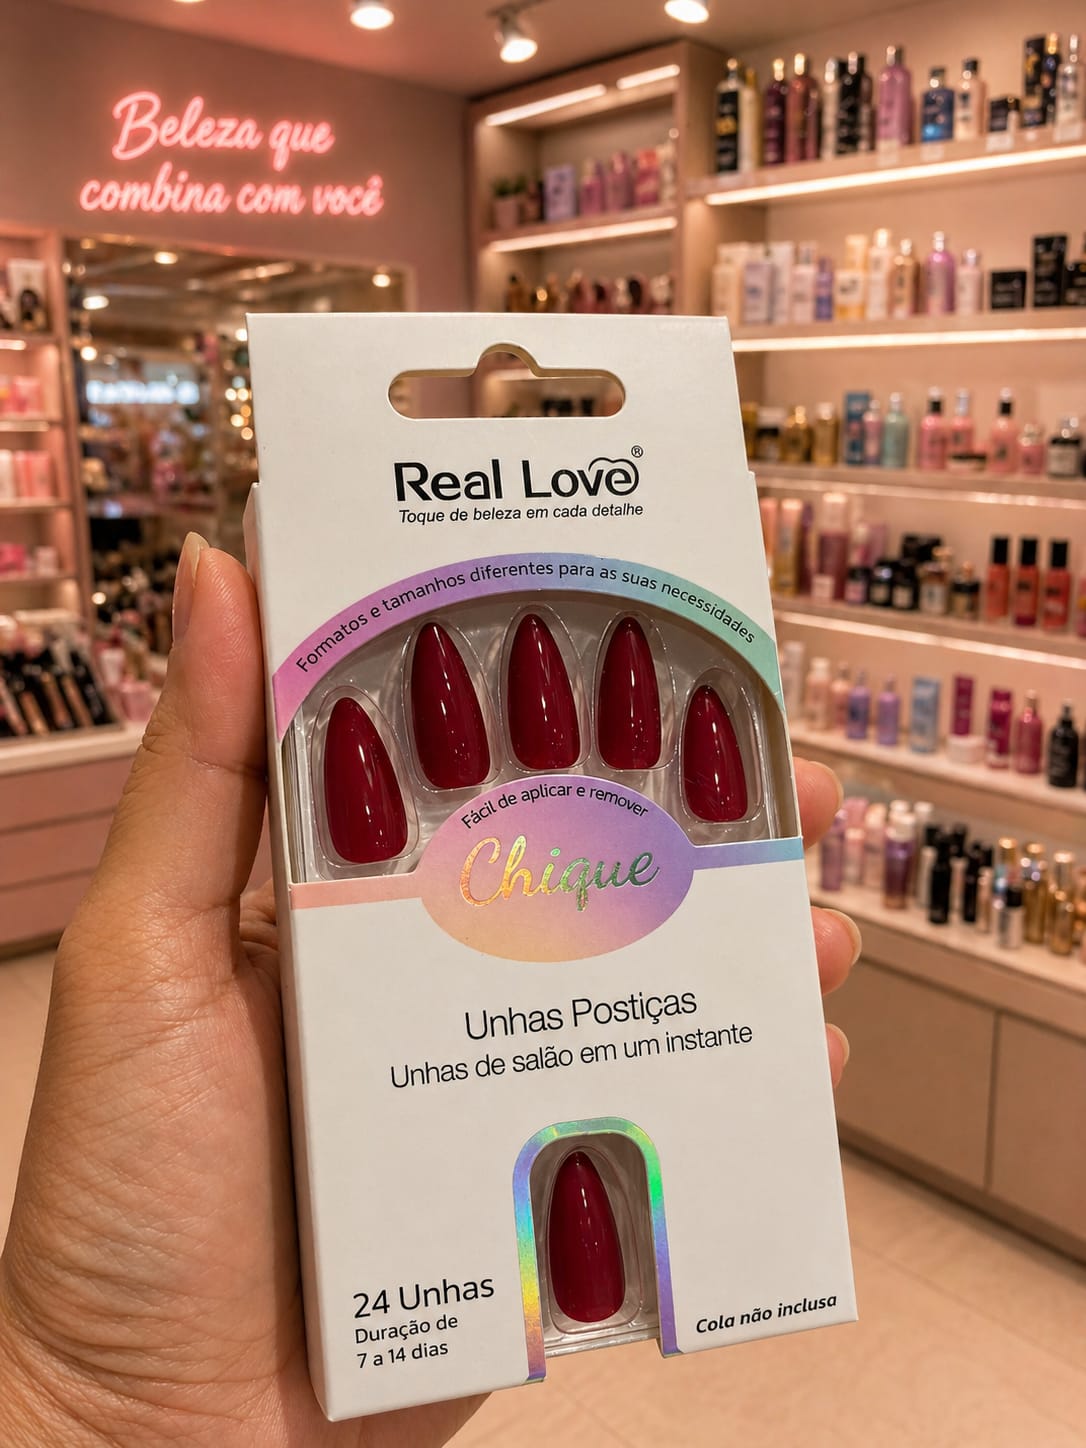 Beleza que
combina com você
Real Love®
Toque de beleza em cada detalhe
Formatos e tamanhos diferentes para as suas necessidades
Fácil de aplicar e remover
Chique
Unhas Postiças
Unhas de salão em um instante
24 Unhas
Duração de
7 a 14 dias
Cola não inclusa